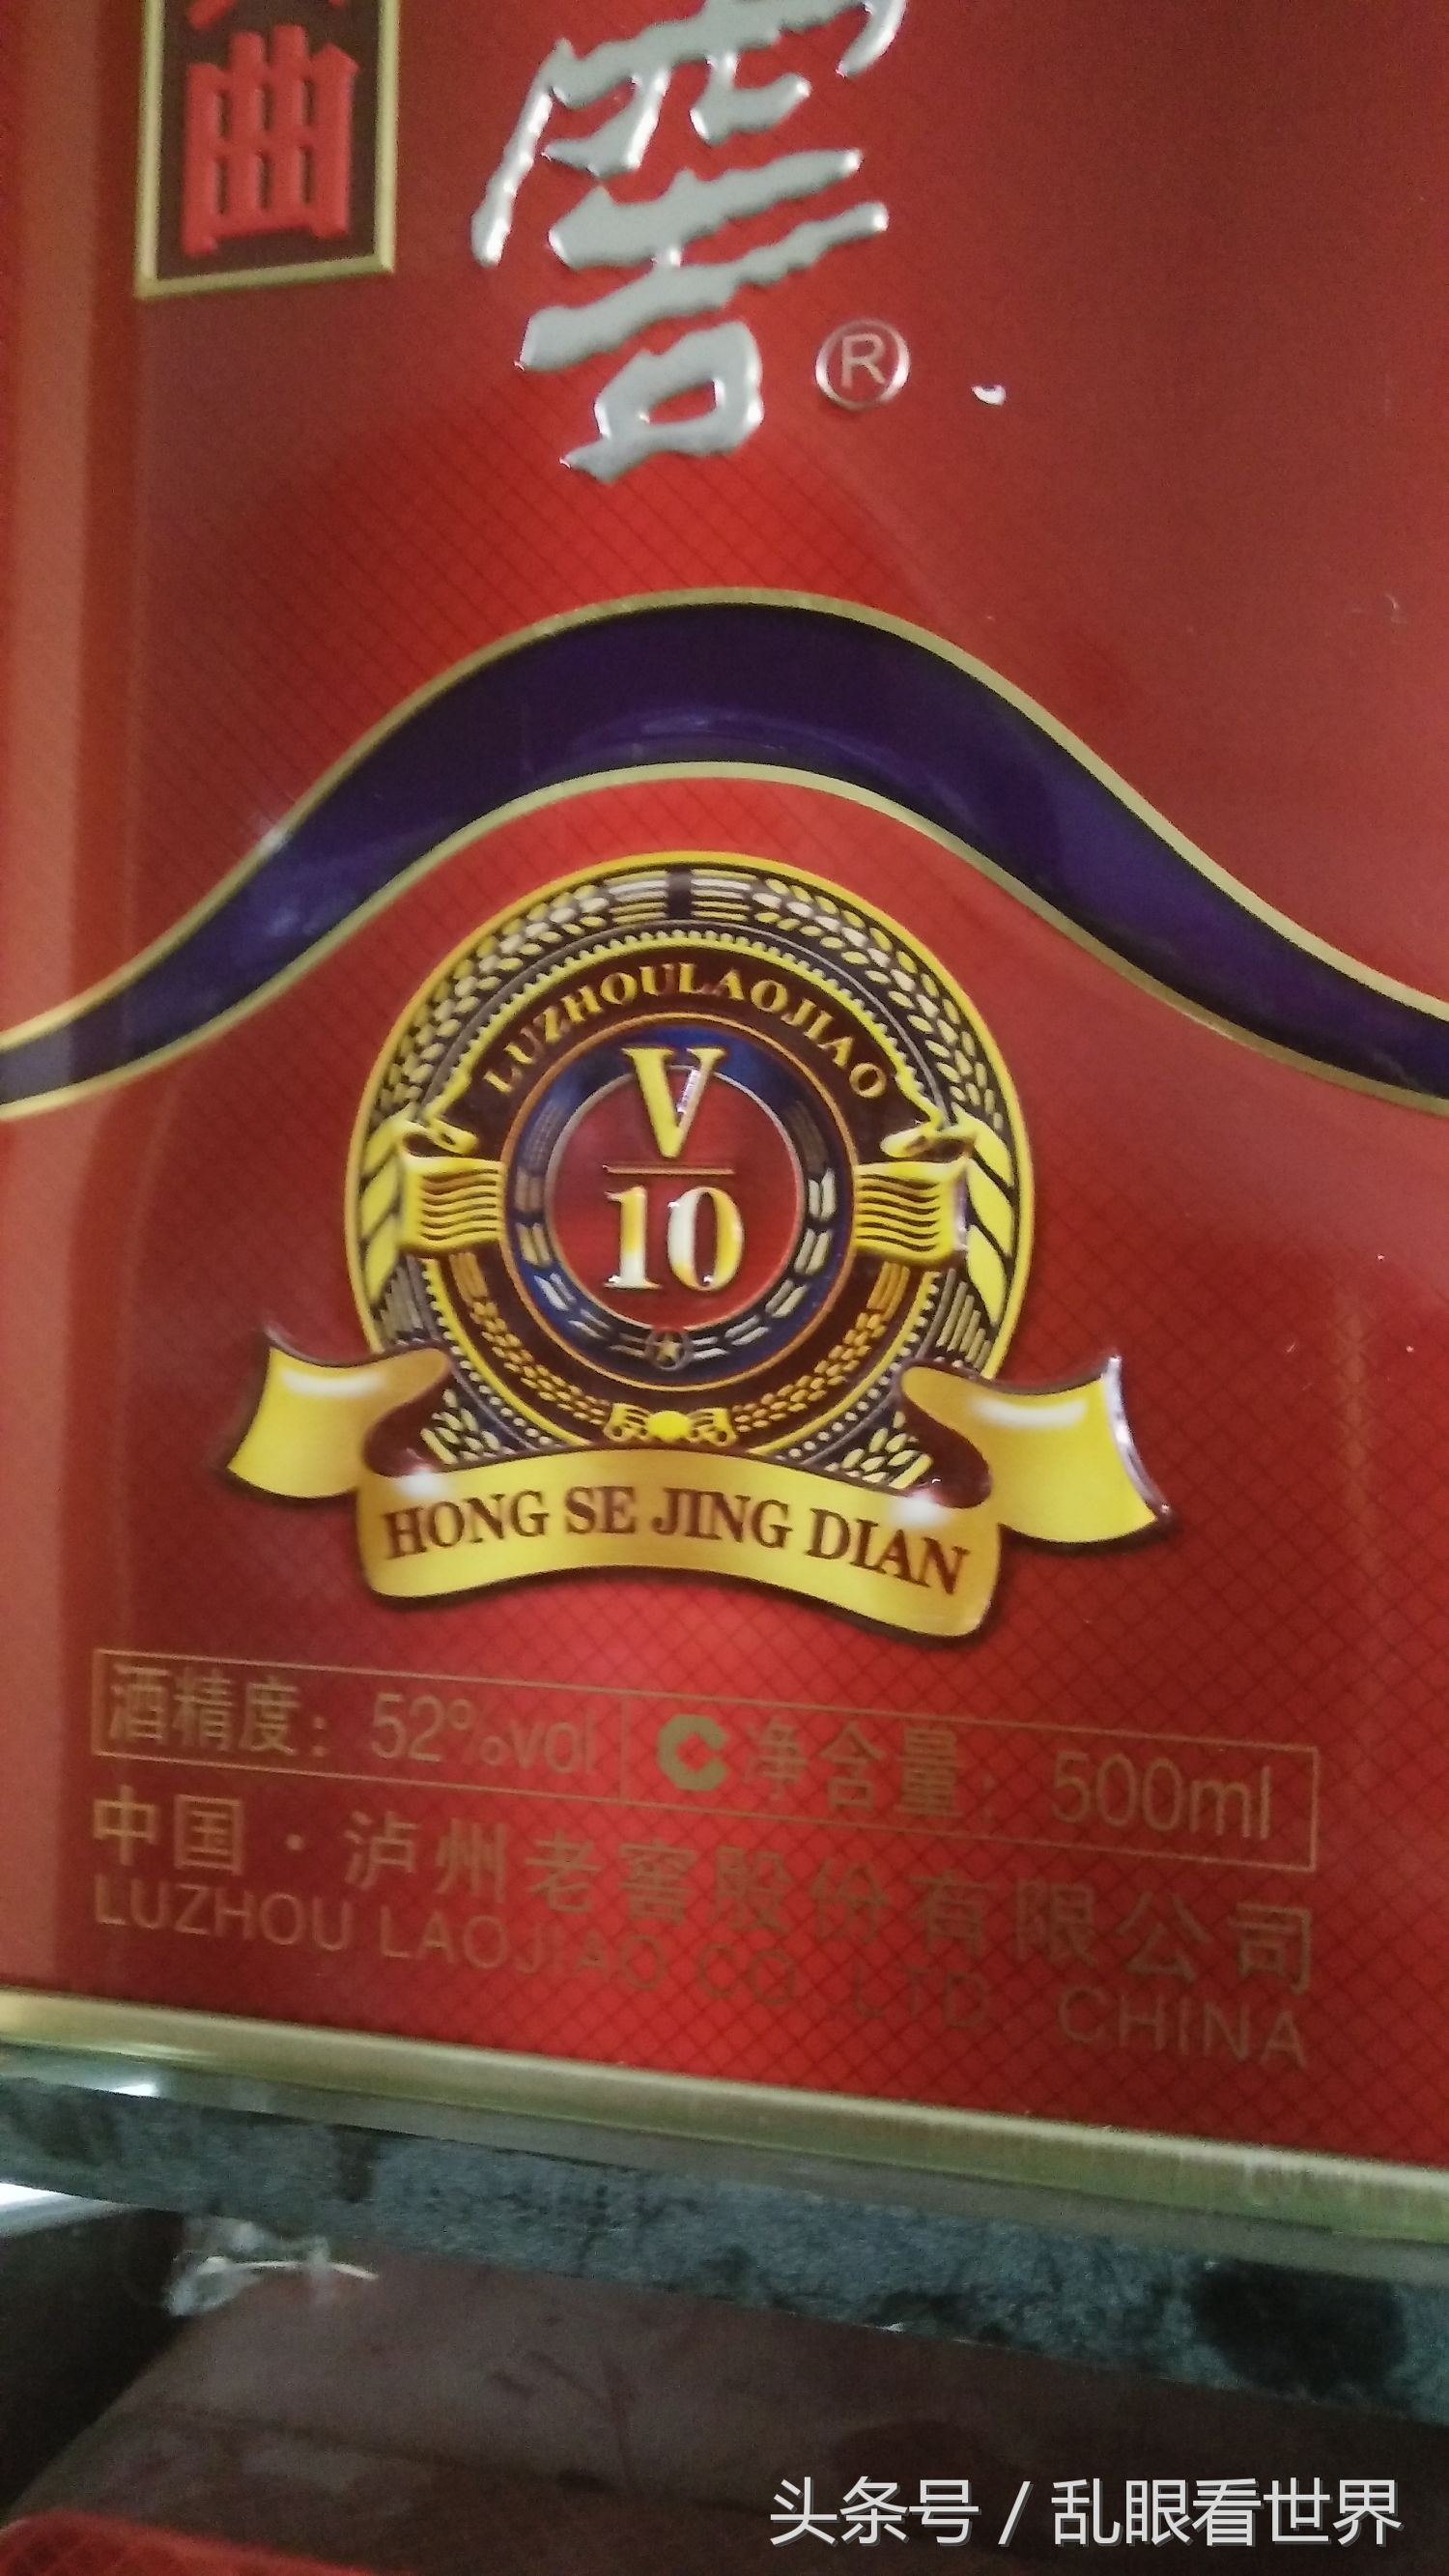 曲
窖
®
LUZHOULAOJIAO
V
10
HONG SE JING DIAN
酒精度：52%vol C 净含量：500ml
中国·泸州老窖股份有限公司
LUZHOU LAOJIAO CO LTD CHINA
头条号 / 乱眼看世界